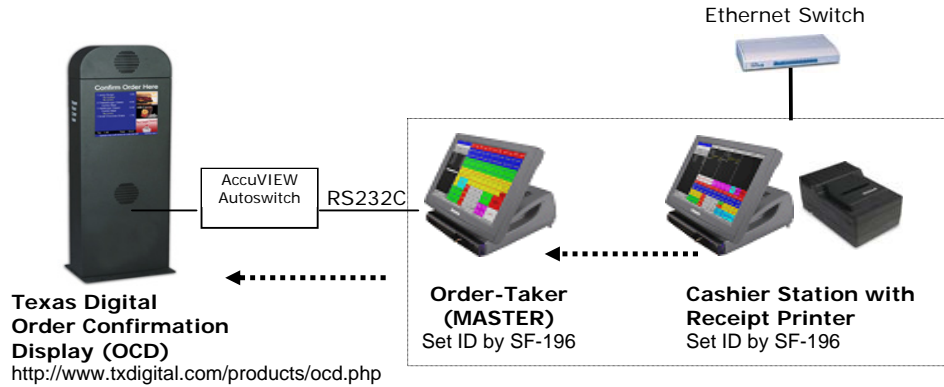 Ethernet Switch
Confirm Order Here
AccuVIEW
Autoswitch
RS232C
Order-Taker
(MASTER)
Set ID by SF-196
Cashier Station with
Receipt Printer
Set ID by SF-196
Texas Digital
Order Confirmation
Display (OCD)
http://www.txdigital.com/products/ocd.php